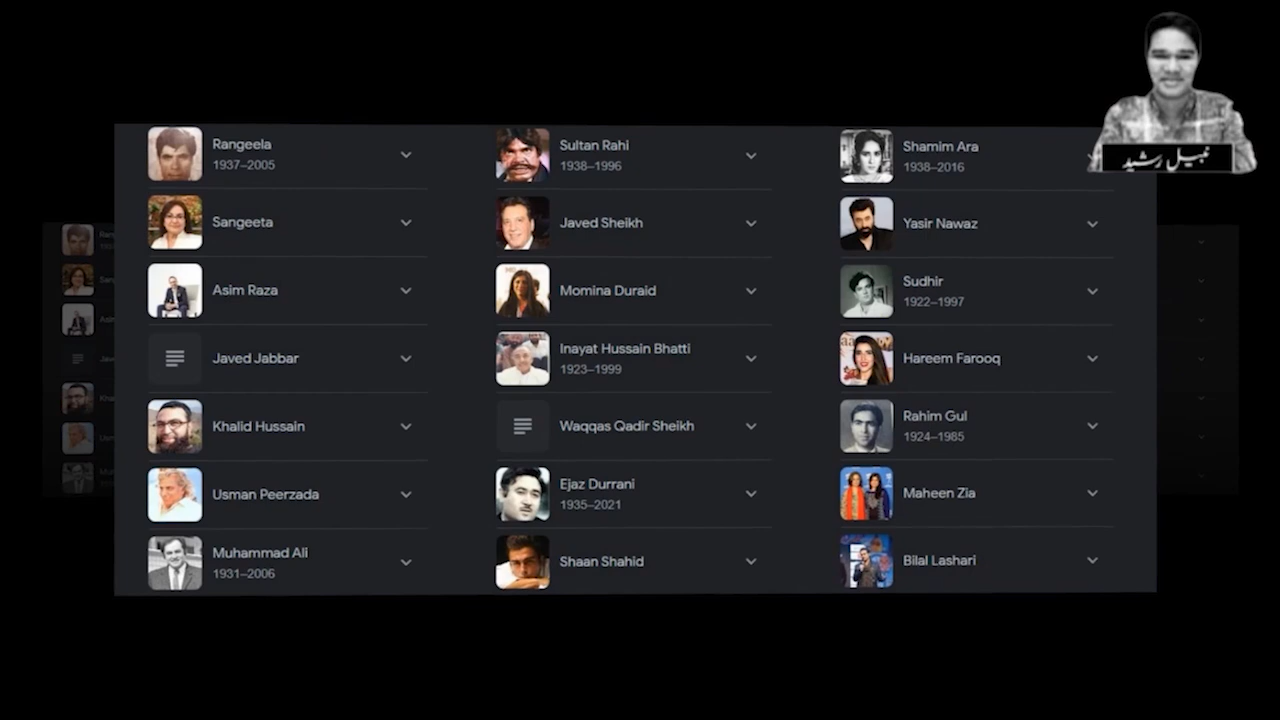 Rangeela
1937–2005
Sultan Rahi
1938–1996
Shamim Ara
1938–2016
نبیل رشید
Sangeeta
Javed Sheikh
Yasir Nawaz
Asim Raza
Momina Duraid
Sudhir
1922–1997
Javed Jabbar
Inayat Hussain Bhatti
1923–1999
Hareem Farooq
Khalid Hussain
Waqqas Qadir Sheikh
Rahim Gul
1924–1985
Usman Peerzada
Ejaz Durrani
1935–2021
Maheen Zia
Muhammad Ali
1931–2006
Shaan Shahid
Bilal Lashari